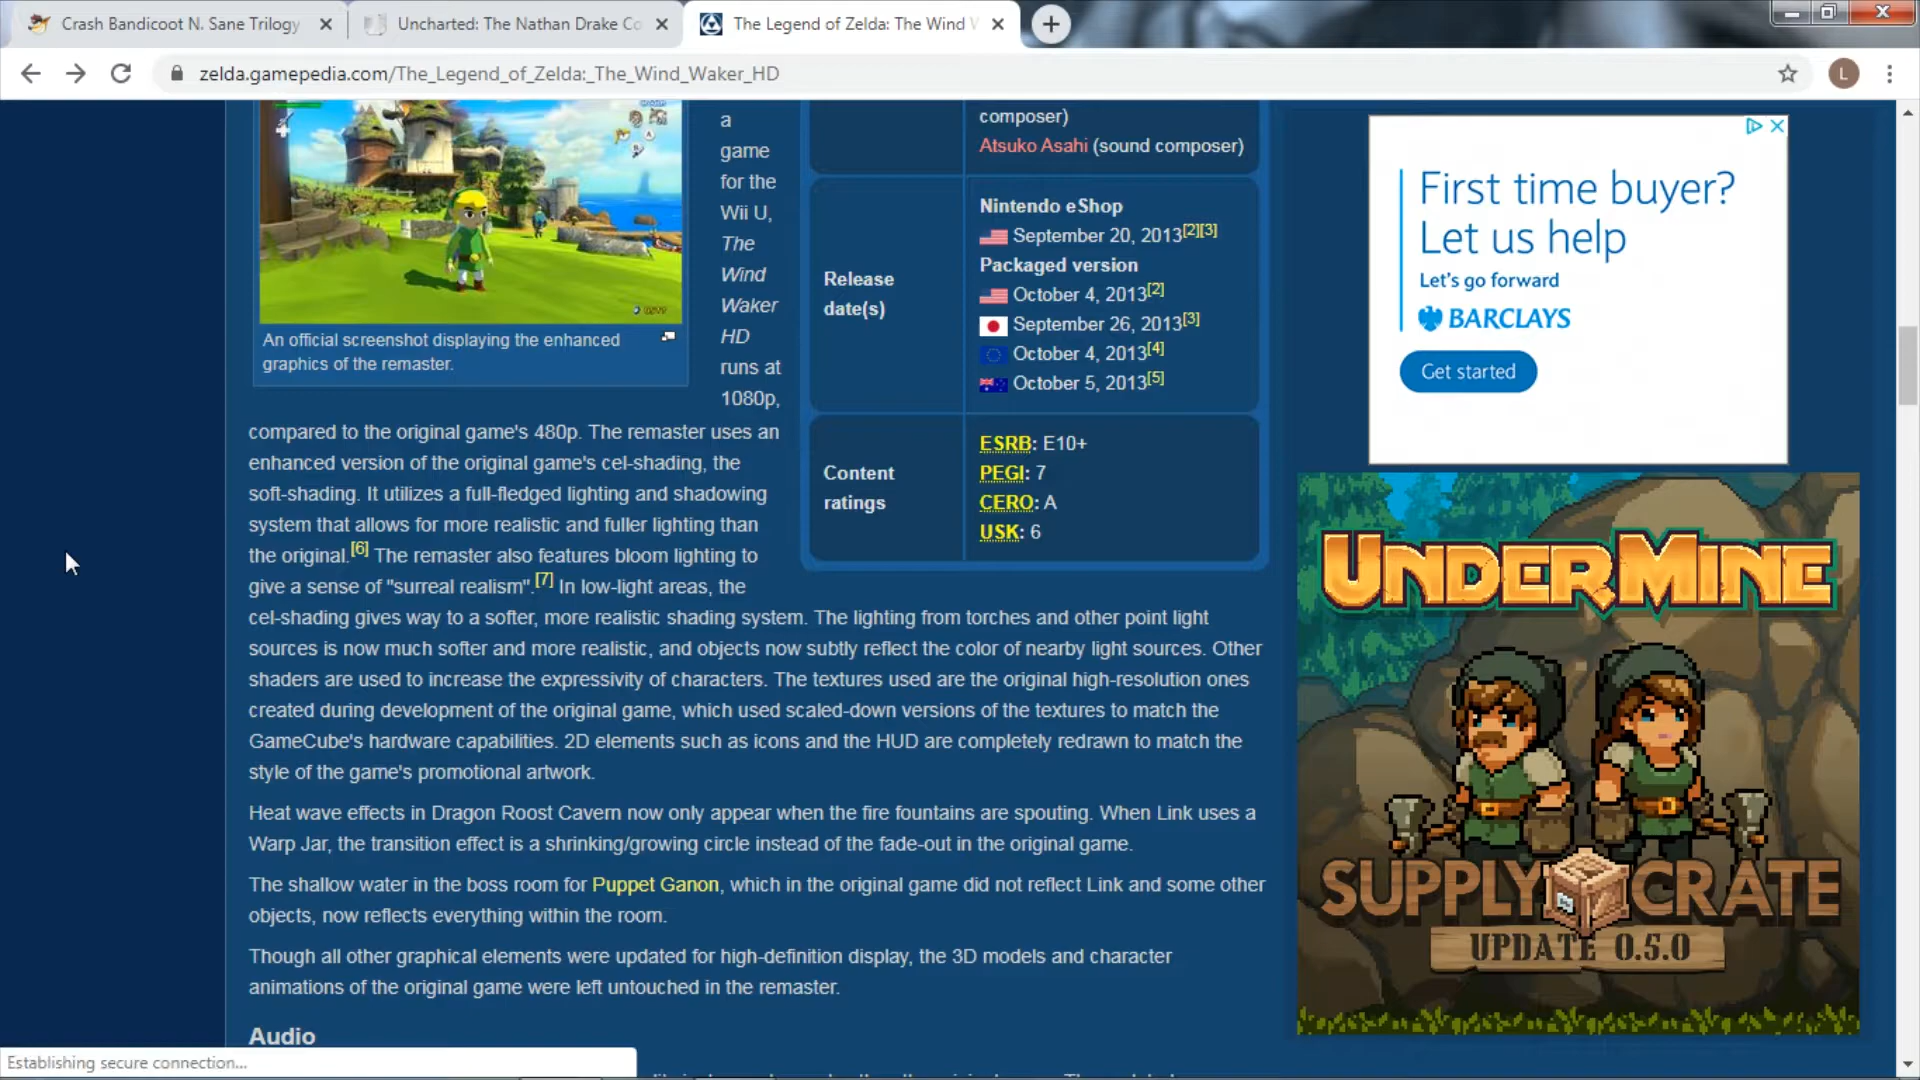 Crash Bandicoot N. Sane Trilogy
Uncharted: The Nathan Drake Co
The Legend of Zelda: The Wind W
zelda.gamepedia.com/The_Legend_of_Zelda:_The_Wind_Waker_HD
L
An official screenshot displaying the enhanced
graphics of the remaster.
a
game
for the
Wii U,
The
Wind
Waker
HD
runs at
1080p,
compared to the original game's 480p. The remaster uses an
enhanced version of the original game's cel-shading, the
soft-shading. It utilizes a full-fledged lighting and shadowing
system that allows for more realistic and fuller lighting than
the original.[6] The remaster also features bloom lighting to
give a sense of "surreal realism".[7] In low-light areas, the
cel-shading gives way to a softer, more realistic shading system. The lighting from torches and other point light
sources is now much softer and more realistic, and objects now subtly reflect the color of nearby light sources. Other
shaders are used to increase the expressivity of characters. The textures used are the original high-resolution ones
created during development of the original game, which used scaled-down versions of the textures to match the
GameCube's hardware capabilities. 2D elements such as icons and the HUD are completely redrawn to match the
style of the game's promotional artwork.
Heat wave effects in Dragon Roost Cavern now only appear when the fire fountains are spouting. When Link uses a
Warp Jar, the transition effect is a shrinking/growing circle instead of the fade-out in the original game.
The shallow water in the boss room for Puppet Ganon, which in the original game did not reflect Link and some other
objects, now reflects everything within the room.
Though all other graphical elements were updated for high-definition display, the 3D models and character
animations of the original game were left untouched in the remaster.
Audio
composer)
Atsuko Asahi (sound composer)
Release
date(s)
Nintendo eShop
September 20, 2013[2][3]
Packaged version
October 4, 2013[2]
September 26, 2013[3]
October 4, 2013[4]
October 5, 2013[5]
Content
ratings
ESRB: E10+
PEGI: 7
CERO: A
USK: 6
First time buyer?
Let us help
Let's go forward
BARCLAYS
Get started
UNDERMINE
SUPPLY CRATE
UPDATE 0.5.0
Establishing secure connection...